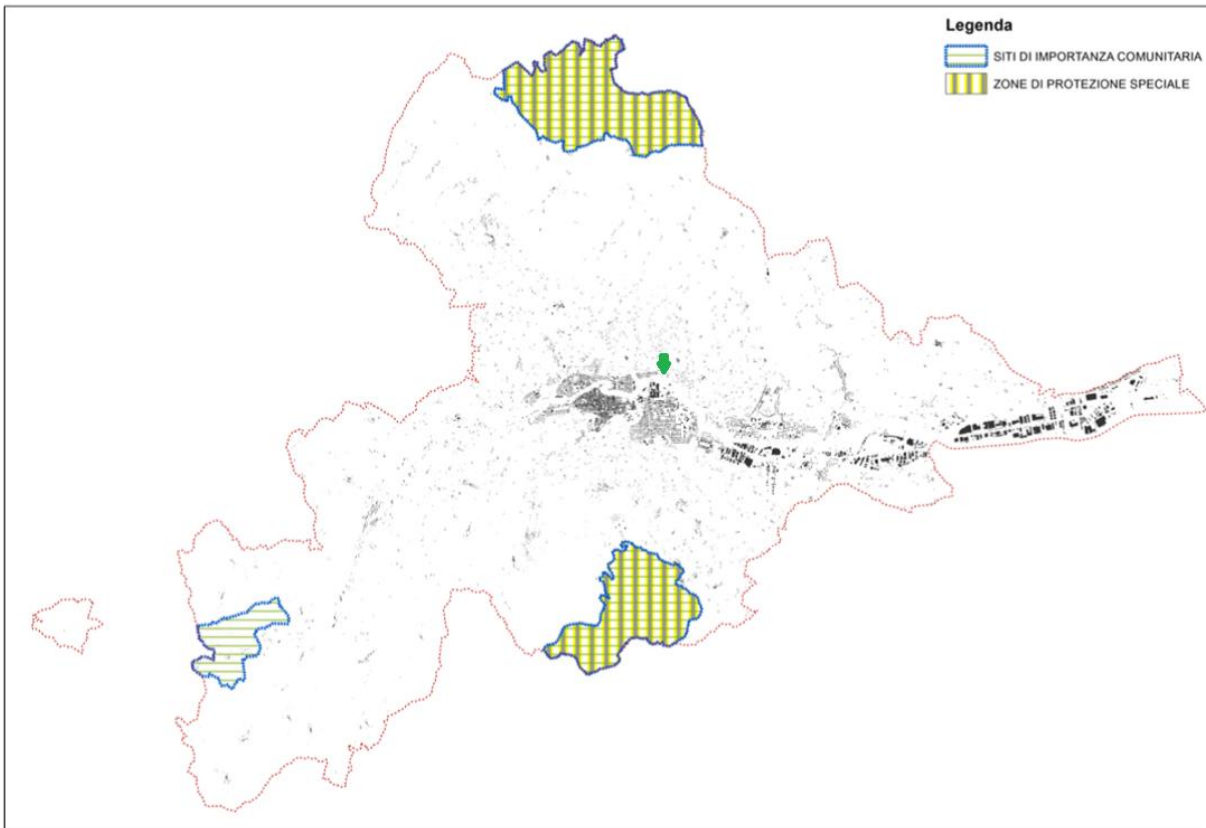 Legenda
SITI DI IMPORTANZA COMUNITARIA
ZONE DI PROTEZIONE SPECIALE